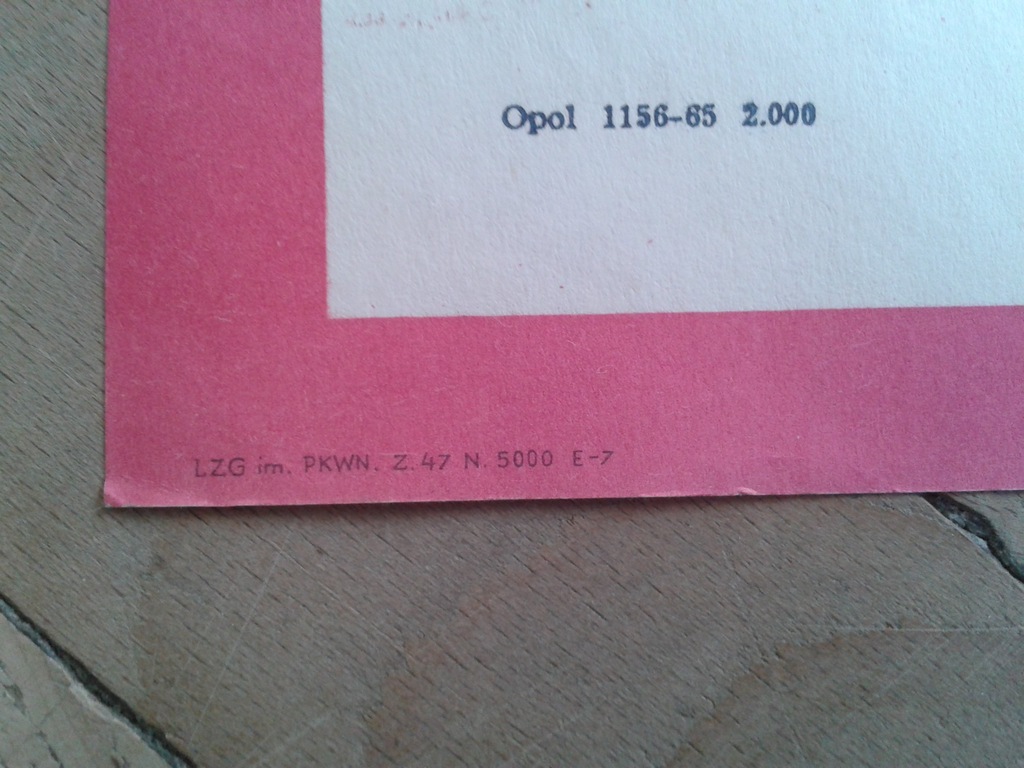 Opol 1156-65 2.000
LZG im. PKWN. Z. 47 N. 5000 E-7